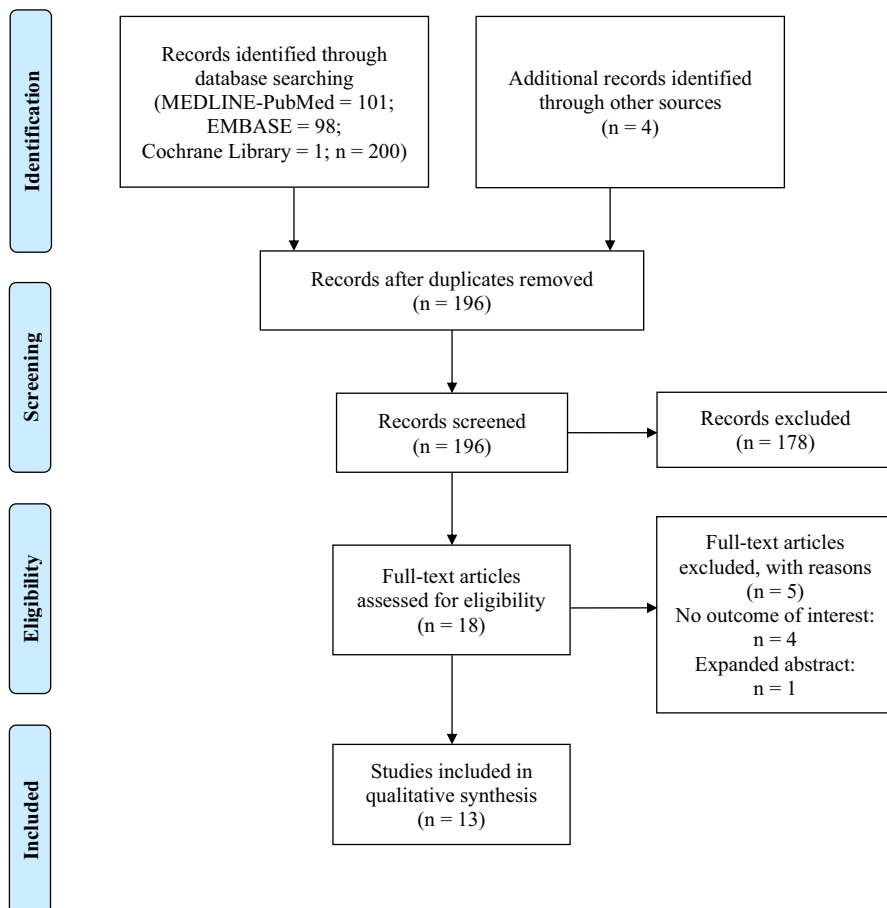 Identification
Records identified through
database searching
(MEDLINE-PubMed = 101;
EMBASE = 98;
Cochrane Library = 1; n = 200)
Additional records identified
through other sources
(n = 4)
Records after duplicates removed
(n = 196)
Screening
Records screened
(n = 196)
Records excluded
(n = 178)
Eligibility
Full-text articles
assessed for eligibility
(n = 18)
Full-text articles
excluded, with reasons
(n = 5)
No outcome of interest:
n = 4
Expanded abstract:
n = 1
Included
Studies included in
qualitative synthesis
(n = 13)